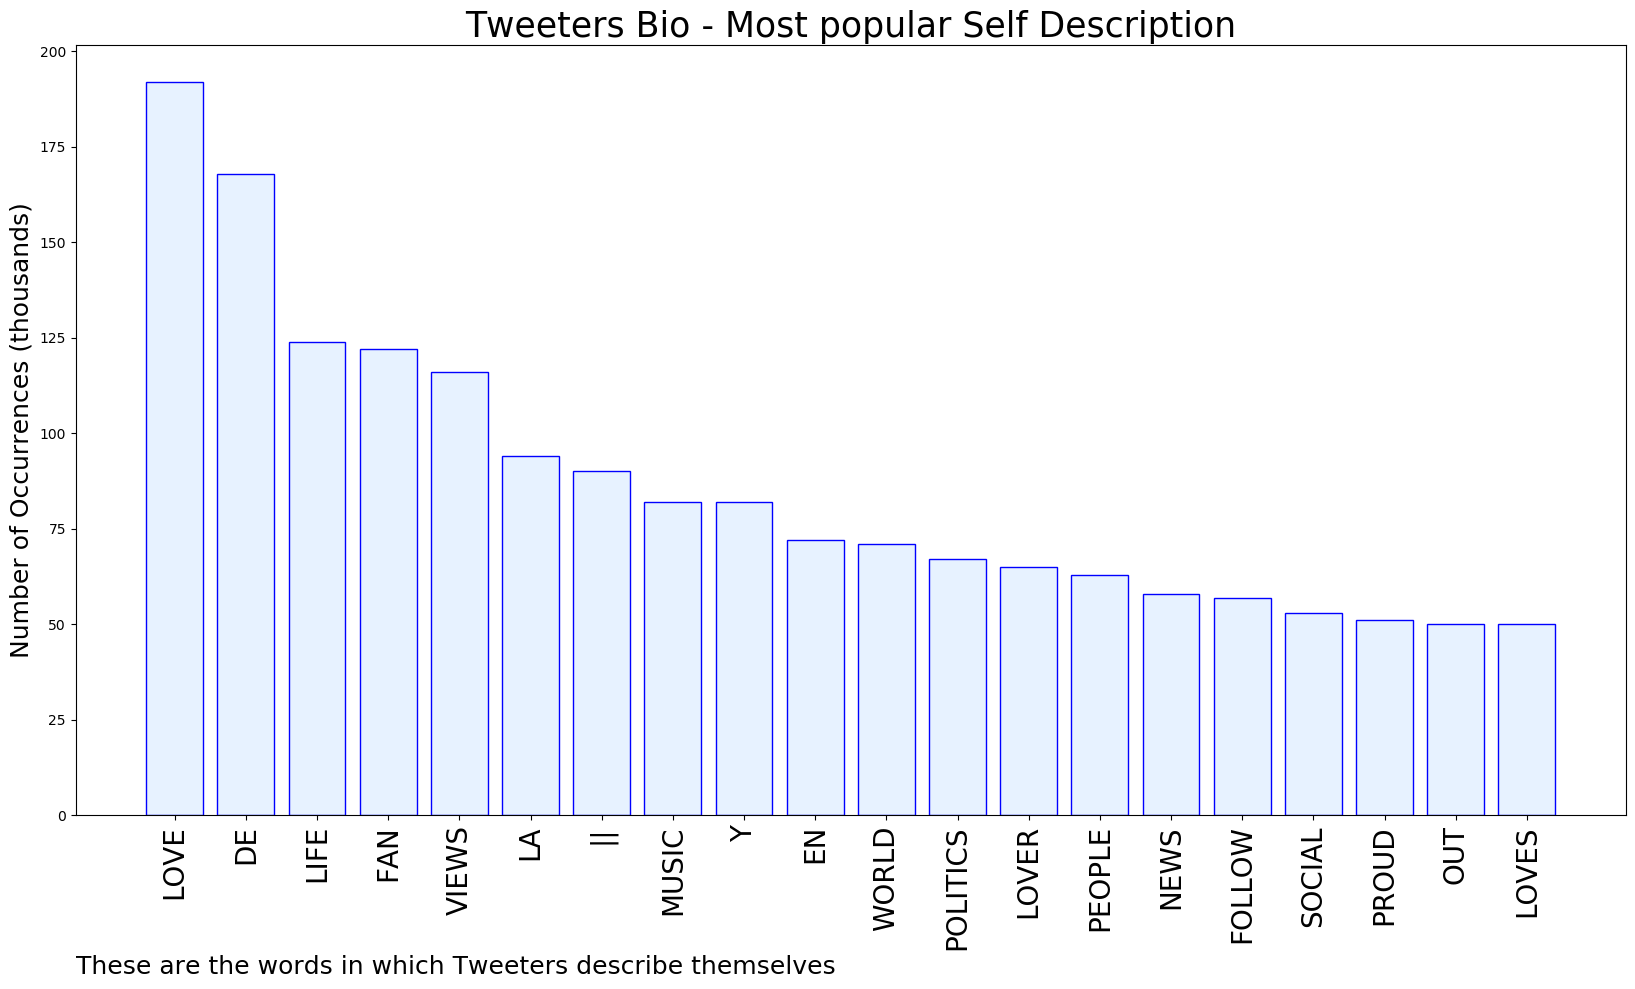 Tweeters Bio - Most popular Self Description
Number of Occurrences (thousands)
200
175
150
125
100
75
50
25
0
LOVE
DE
LIFE
FAN
VIEWS
LA
||
MUSIC
Y
EN
WORLD
POLITICS
LOVER
PEOPLE
NEWS
FOLLOW
SOCIAL
PROUD
OUT
LOVES
These are the words in which Tweeters describe themselves